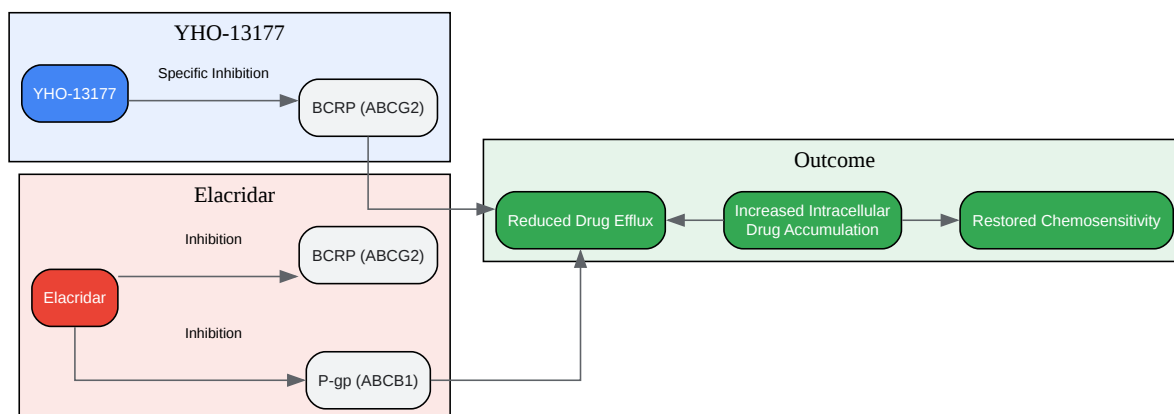 YHO-13177
Specific Inhibition
YHO-13177
BCRP (ABCG2)
Elacridar
Inhibition
BCRP (ABCG2)
Elacridar
Inhibition
P-gp (ABCB1)
Outcome
Reduced Drug Efflux
Increased Intracellular
Drug Accumulation
Restored Chemosensitivity